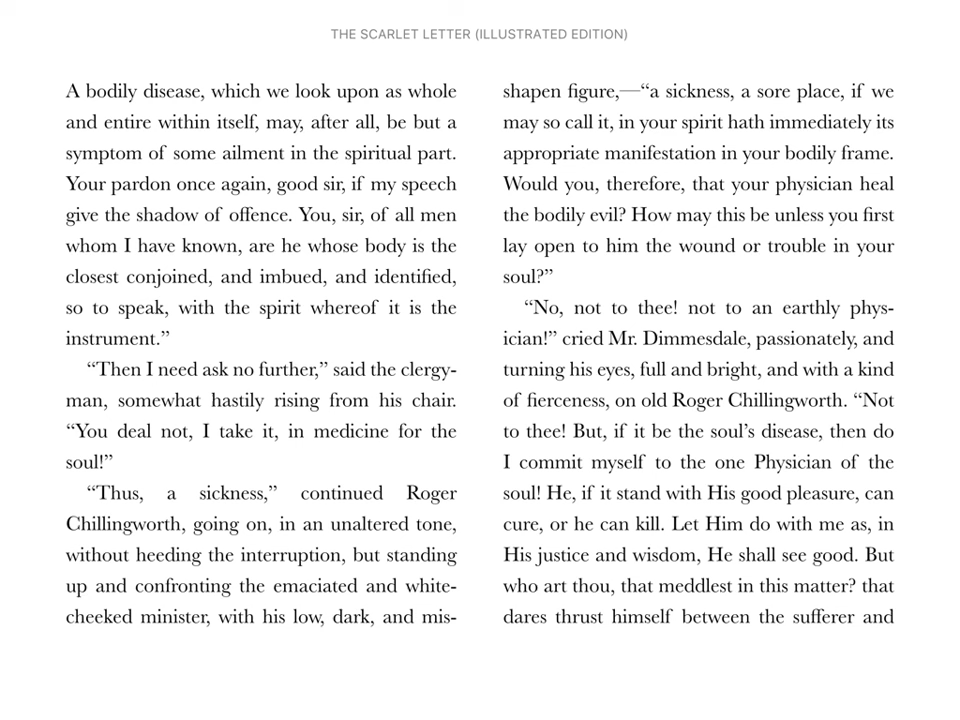 THE SCARLET LETTER (ILLUSTRATED EDITION)
A bodily disease, which we look upon as whole
and entire within itself, may, after all, be but a
symptom of some ailment in the spiritual part.
Your pardon once again, good sir, if my speech
give the shadow of offence. You, sir, of all men
whom I have known, are he whose body is the
closest conjoined, and imbued, and identified,
so to speak, with the spirit whereof it is the
instrument.”
“Then I need ask no further,” said the clergy-
man, somewhat hastily rising from his chair.
“You deal not, I take it, in medicine for the
soul!”
“Thus, a sickness,” continued Roger
Chillingworth, going on, in an unaltered tone,
without heeding the interruption, but standing
up and confronting the emaciated and white-
cheeked minister, with his low, dark, and mis-
shapen figure,—“a sickness, a sore place, if we
may so call it, in your spirit hath immediately its
appropriate manifestation in your bodily frame.
Would you, therefore, that your physician heal
the bodily evil? How may this be unless you first
lay open to him the wound or trouble in your
soul?”
“No, not to thee! not to an earthly phys-
ician!” cried Mr. Dimmesdale, passionately, and
turning his eyes, full and bright, and with a kind
of fierceness, on old Roger Chillingworth. “Not
to thee! But, if it be the soul’s disease, then do
I commit myself to the one Physician of the
soul! He, if it stand with His good pleasure, can
cure, or he can kill. Let Him do with me as, in
His justice and wisdom, He shall see good. But
who art thou, that meddlest in this matter? that
dares thrust himself between the sufferer and